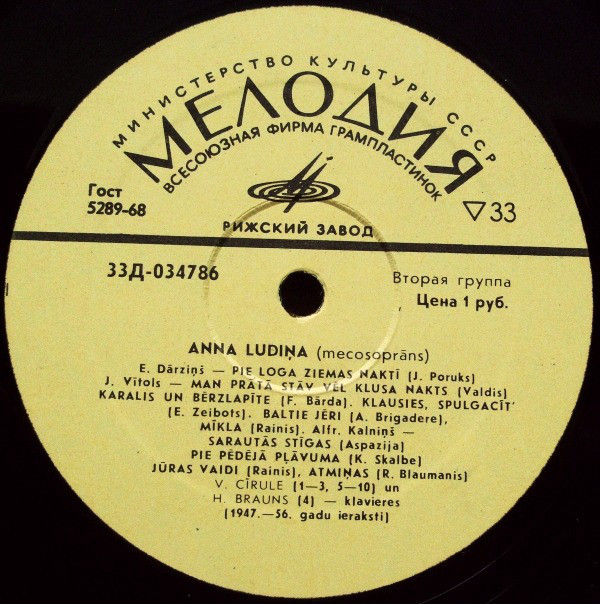 МИНИСТЕРСТВО КУЛЬТУРЫ СССР
МЕЛОДИЯ
ВСЕСОЮЗНАЯ ФИРМА ГРАМПЛАСТИНОК
Гост
5289-68
▽33
РИЖСКИЙ ЗАВОД
33Д-034786
Вторая группа
Цена 1 руб.
ANNA LUDIŅA (mecosoprāns)
E. Dārziņš — PIE LOGA ZIEMAS NAKTĪ (J. Poruks)
J. Vītols — MAN PRĀTĀ STĀV VĒL KLUSA NAKTS (Valdis)
KARALIS UN BĒRZLAPĪTE (F. Bārda). KLAUSIES, SPULGACĪT'
(E. Zeibots). BALTIE JĒRI (A. Brigadere),
MĪKLA (Rainis). Alfr. Kalniņš —
SARAUTĀS STĪGAS (Aspazija)
PIE PĒDĒJĀ PĻĀVUMA (K. Skalbe)
JŪRAS VAIDI (Rainis), ATMIŅAS (R. Blaumanis)
V. CĪRULE (1—3, 5—10) un
H. BRAUNS (4) — klavieres
(1947.—56. gadu ieraksti)